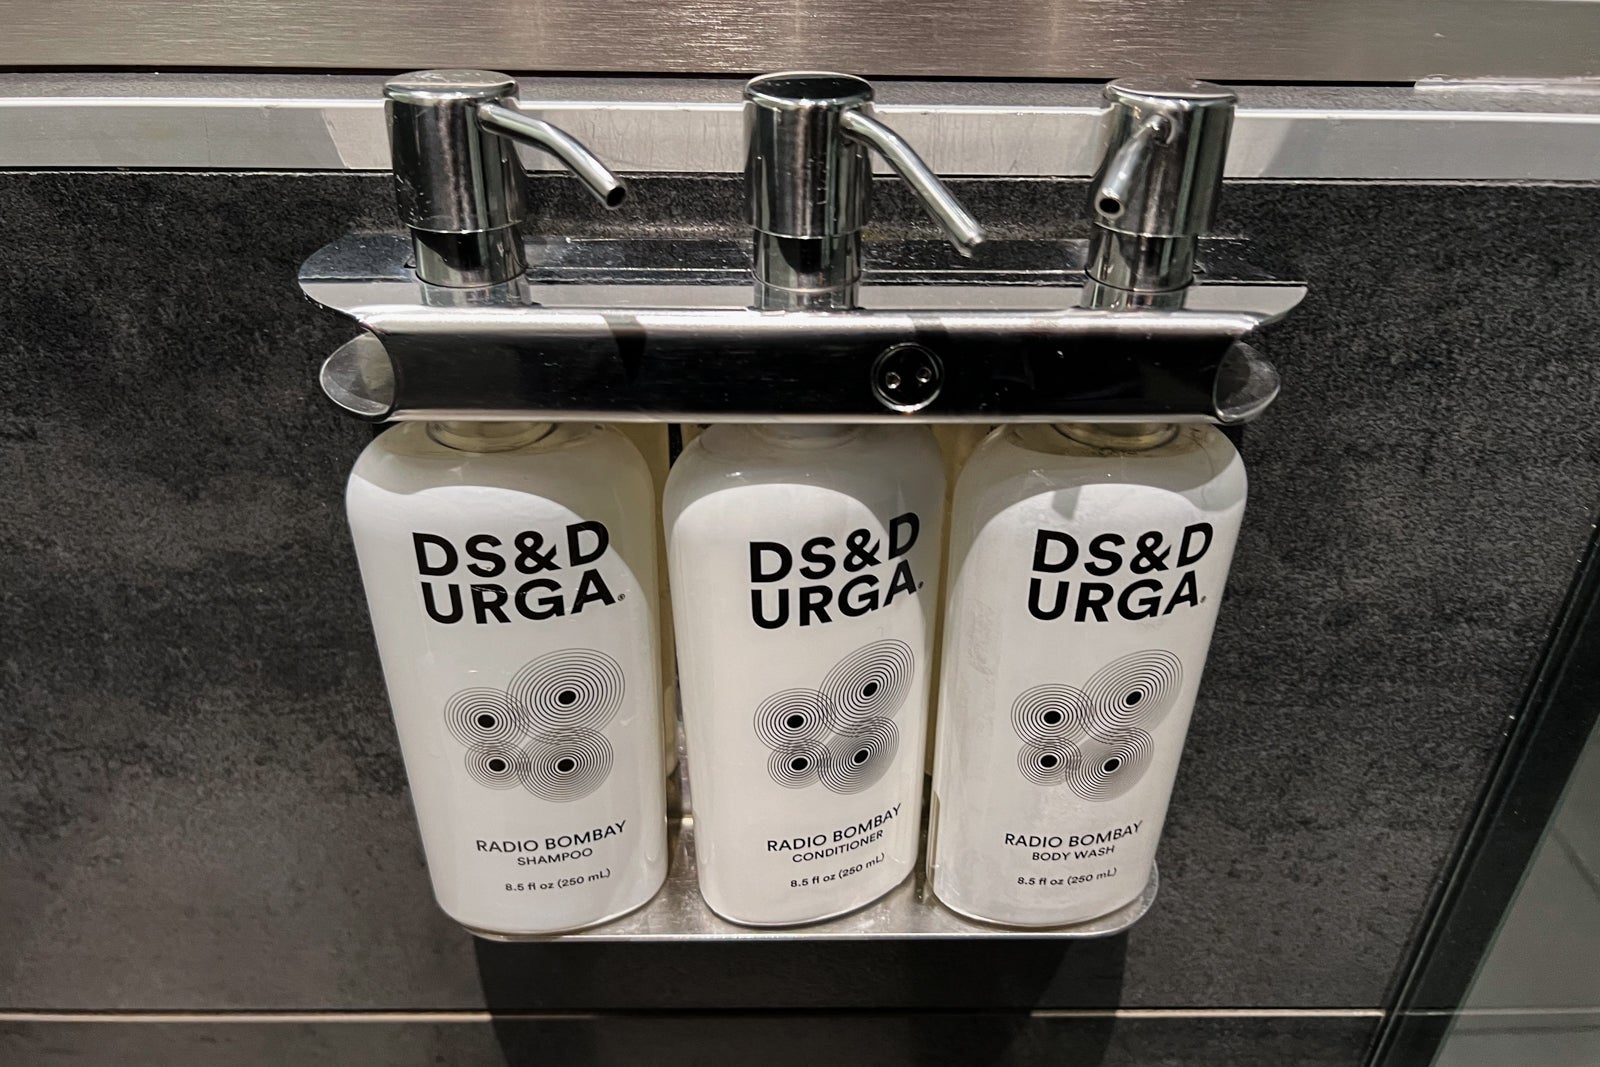 DS&D
URGA®
RADIO BOMBAY
SHAMPOO
8.5 fl oz (250 mL)
DS&D
URGA®
RADIO BOMBAY
CONDITIONER
8.5 fl oz (250 mL)
DS&D
URGA®
RADIO BOMBAY
BODY WASH
8.5 fl oz (250 mL)